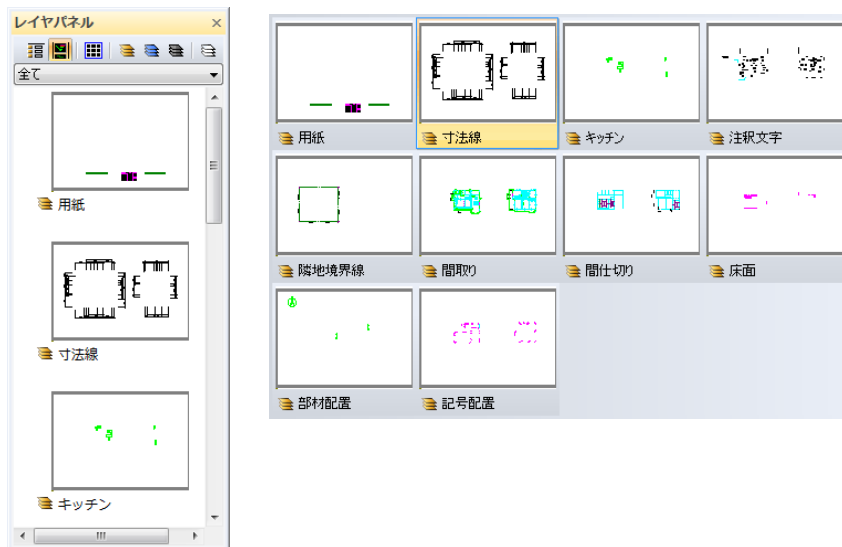 レイヤパネル
全て
用紙
寸法線
キッチン
用紙
寸法線
キッチン
注釈文字
隣地境界線
間取り
間仕切り
床面
部材配置
記号配置